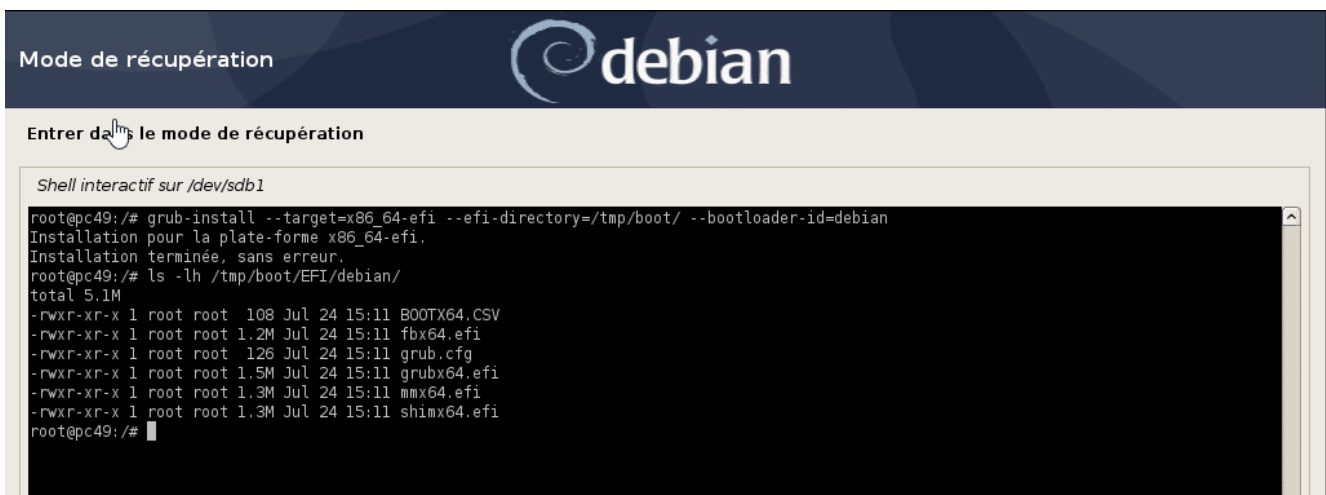 Mode de récupération
debian
Entrer dans le mode de récupération
Shell interactif sur /dev/sdb1
root@pc49:/# grub-install --target=x86_64-efi --efi-directory=/tmp/boot/ --bootloader-id=debian
Installation pour la plate-forme x86_64-efi.
Installation terminée, sans erreur.
root@pc49:/# ls -lh /tmp/boot/EFI/debian/
total 5.1M
-rwxr-xr-x 1 root root  108 Jul 24 15:11 BOOTX64.CSV
-rwxr-xr-x 1 root root 1.2M Jul 24 15:11 fbx64.efi
-rwxr-xr-x 1 root root  126 Jul 24 15:11 grub.cfg
-rwxr-xr-x 1 root root 1.5M Jul 24 15:11 grubx64.efi
-rwxr-xr-x 1 root root 1.3M Jul 24 15:11 mmx64.efi
-rwxr-xr-x 1 root root 1.3M Jul 24 15:11 shimx64.efi
root@pc49:/#